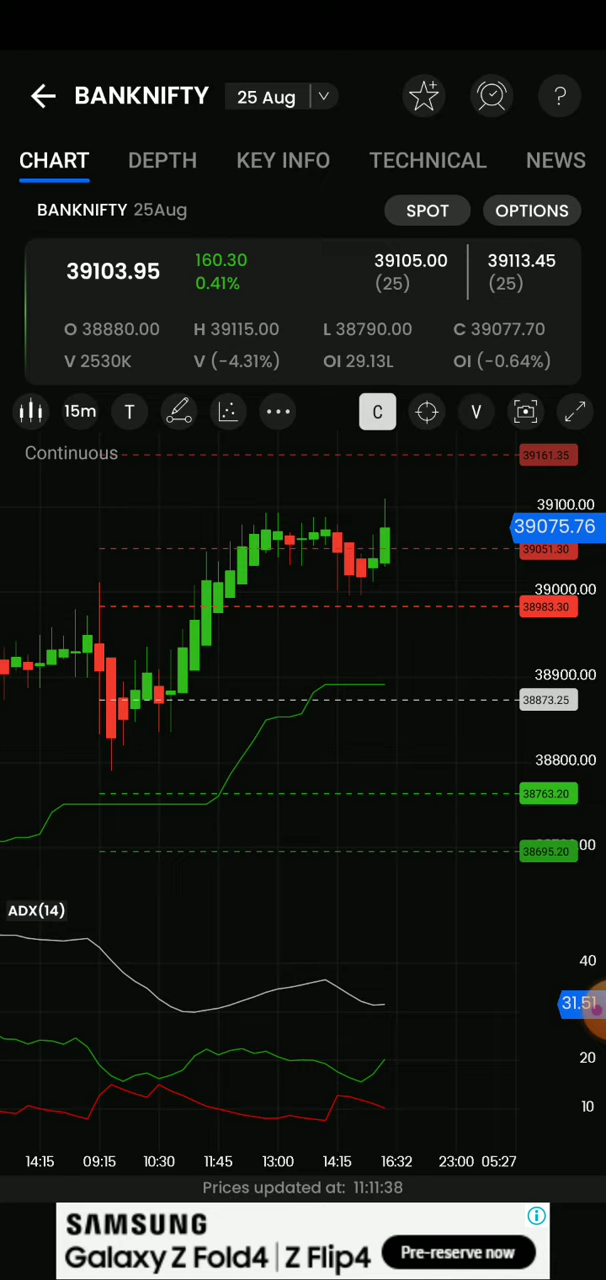 BANKNIFTY 25 Aug ?
CHART DEPTH KEY INFO TECHNICAL NEWS
BANKNIFTY 25Aug SPOT OPTIONS
39103.95 160.30 0.41% 39105.00 (25) 39113.45 (25)
O 38880.00 H 39115.00 L 38790.00 C 39077.70
V 2530K V (-4.31%) OI 29.13L OI (-0.64%)
15m T C V
Continuous 39161.35
39100.00
39075.76
39051.30
39000.00
38983.30
38900.00
38873.25
38800.00
38763.20
38695.20
ADX(14)
40
31.51
20
10
14:15 09:15 10:30 11:45 13:00 14:15 16:32 23:00 05:27
Prices updated at: 11:11:38
SAMSUNG
Galaxy Z Fold4 | Z Flip4 Pre-reserve now